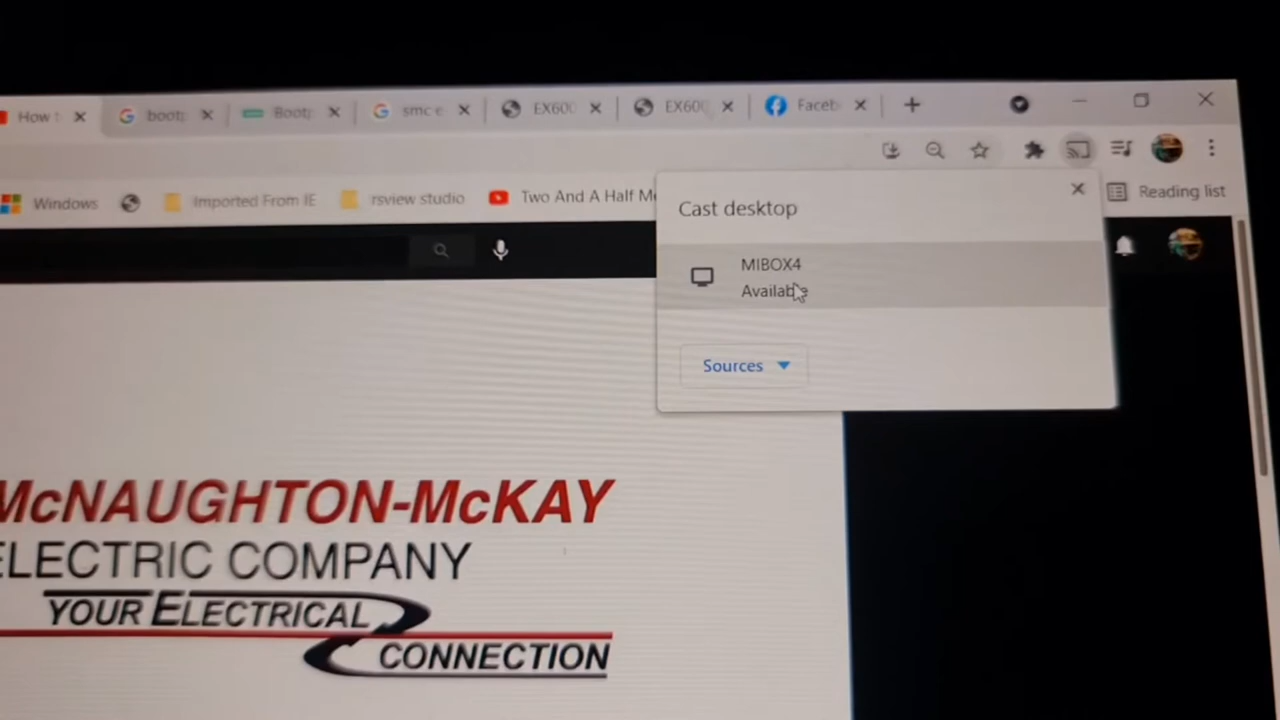 How
boot
Boot
smc e
EX600
EX600
Faceb
Windows
Imported From IE
rsview studio
Two And A Half M
Reading list
Cast desktop
MIBOX4
Available
Sources
McNAUGHTON-McKAY
ELECTRIC COMPANY
YOUR ELECTRICAL
CONNECTION